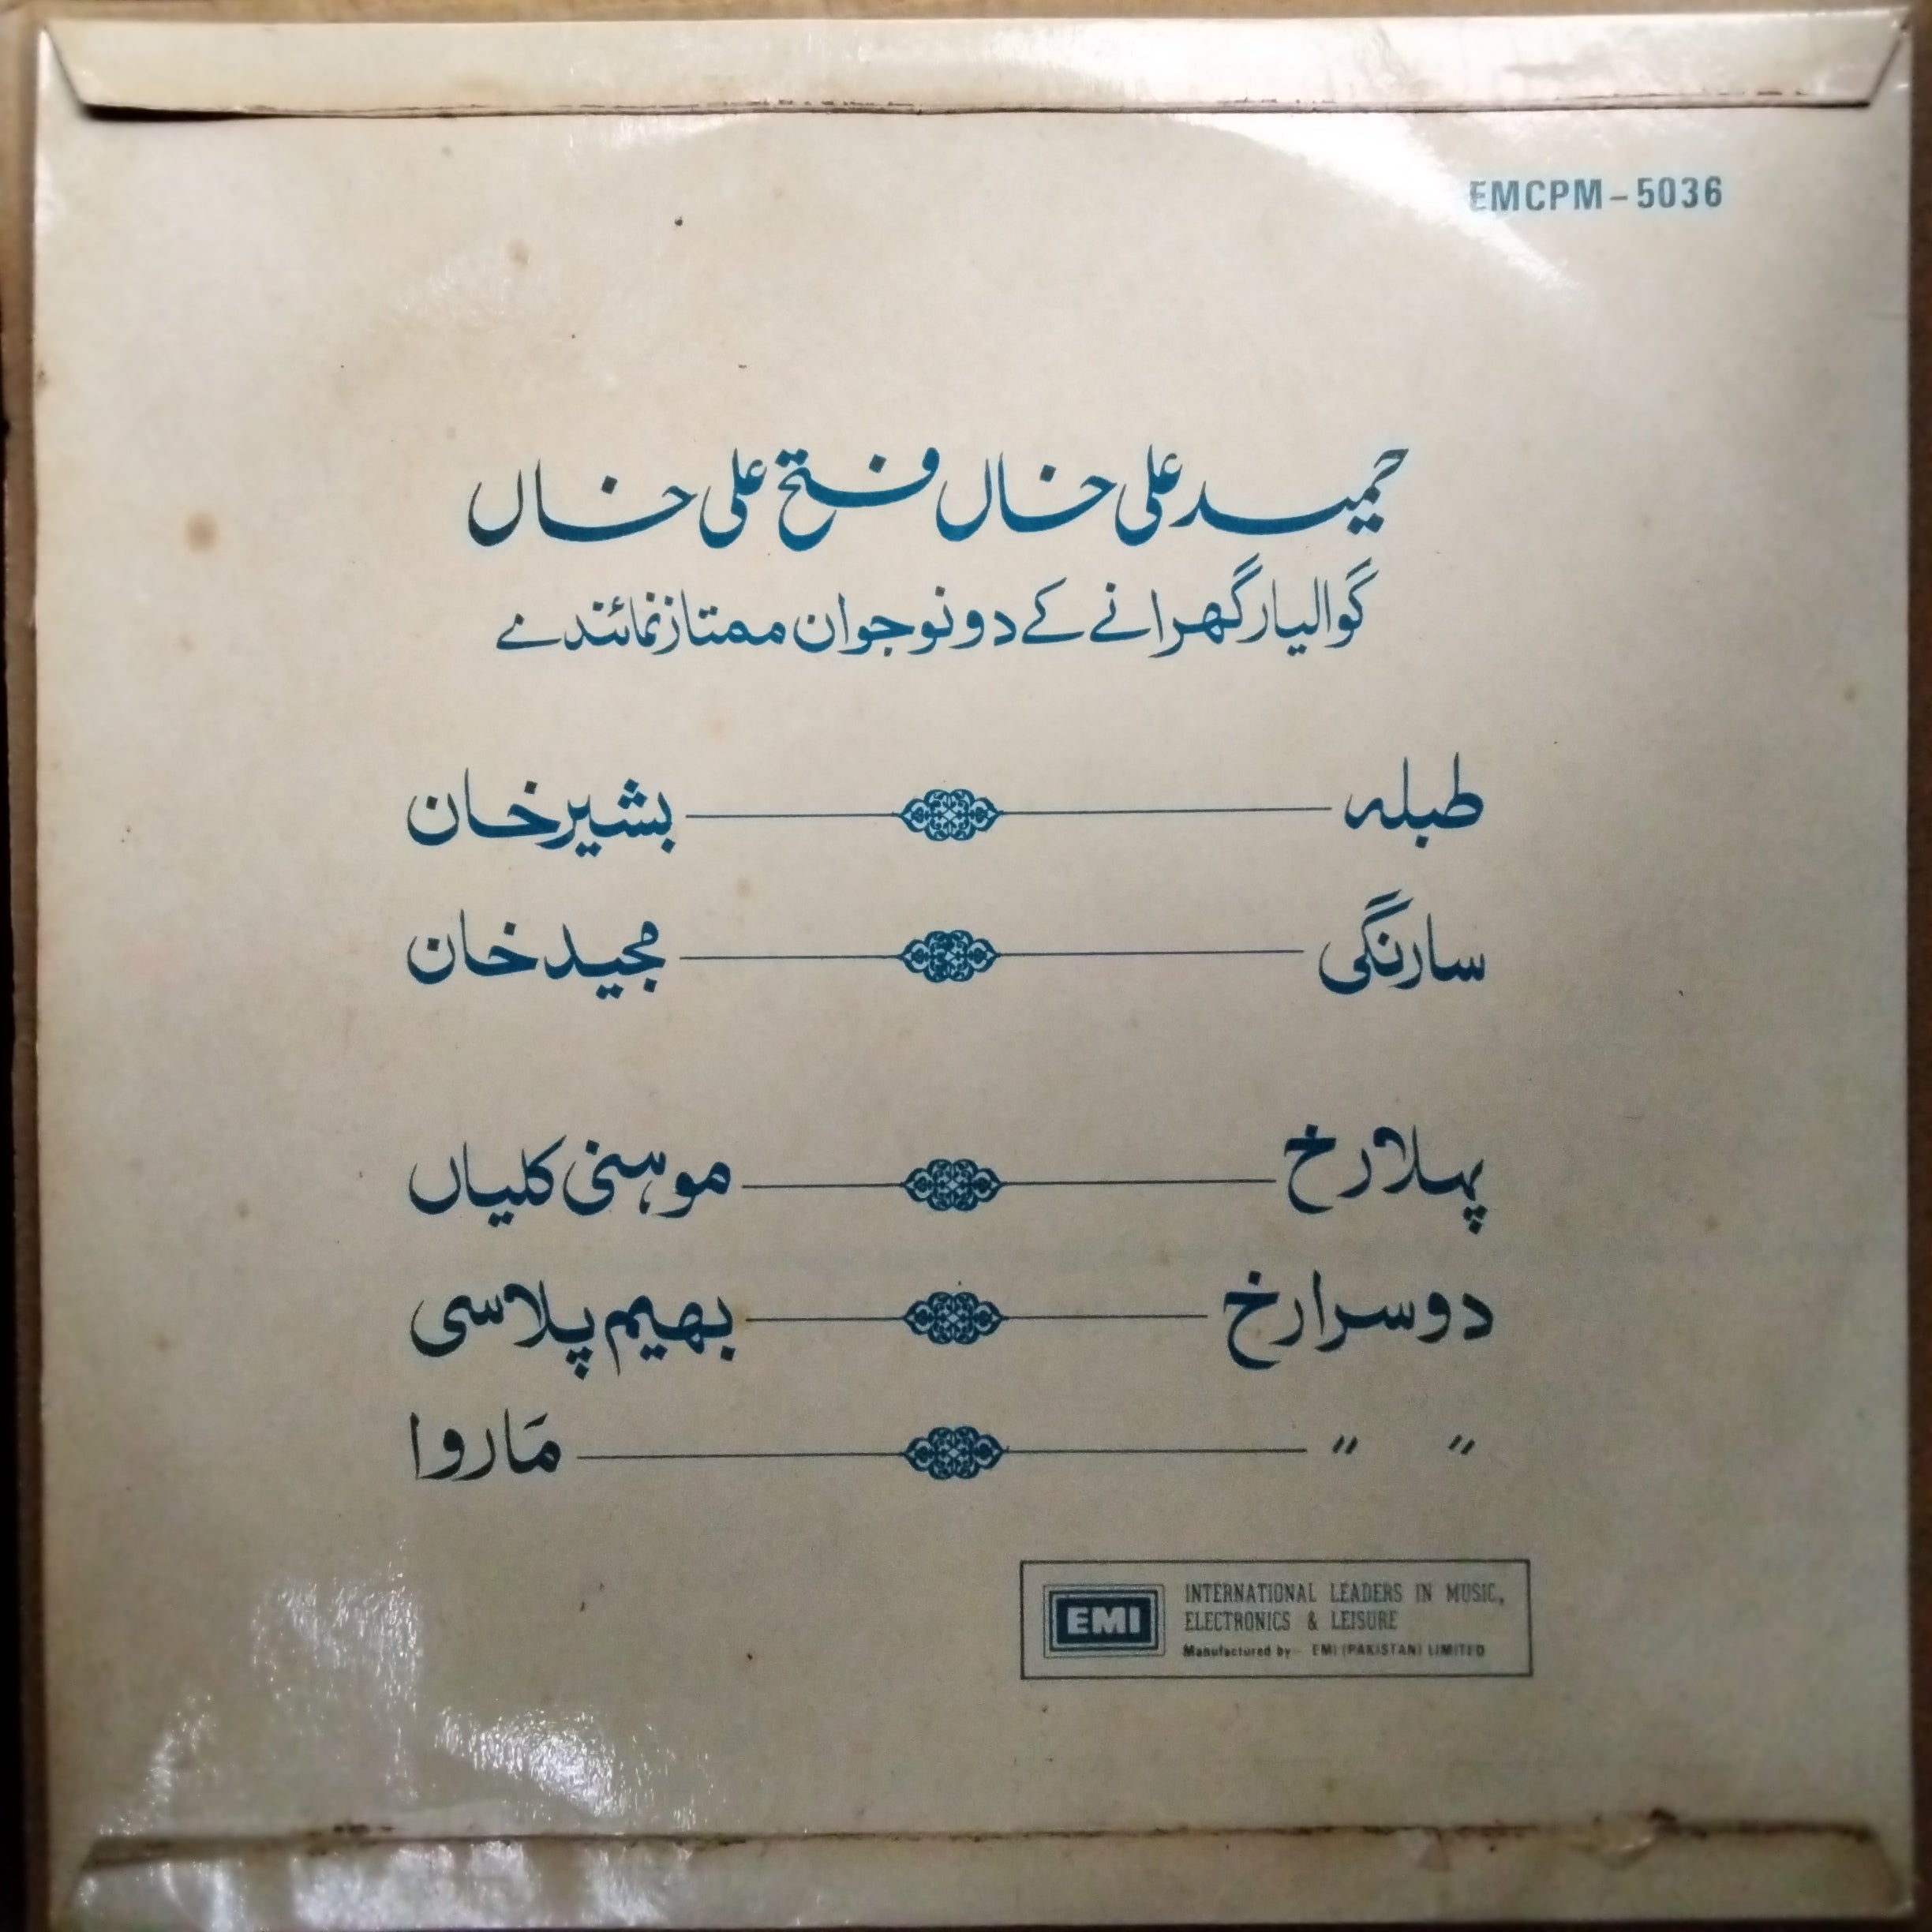 EMCPM-5036
حمید علی خاں فتح علی خاں
گوالیار گھرانے کے دو نوجوان ممتاز نمائندے
طبلہ بشیر خان
سارنگی مجید خان
پہلا رخ موہنی کلیاں
دوسرا رخ بھیم پلاسی
〃 〃 مَاروا
EMI
INTERNATIONAL LEADERS IN MUSIC,
ELECTRONICS & LEISURE
Manufactured by EMI (PAKISTAN) LIMITED